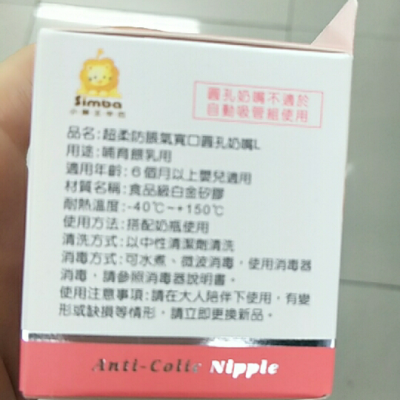 Simba
小獅王辛巴
圓孔奶嘴不適於
自動吸管組使用
品名:超柔防脹氣寬口圓孔奶嘴L
用途:哺育餵乳用
適用年齡:6個月以上嬰兒適用
材質名稱:食品級白金矽膠
耐熱溫度:-40℃~+150℃
使用方法:搭配奶瓶使用
清洗方式:以中性清潔劑清洗
消毒方式:可水煮、微波消毒,使用消毒器
消毒,請參照消毒器說明書。
使用注意事項:請在大人陪伴下使用,有變
形或缺損等情形,請立即更換新品。
Anti-Colic Nipple